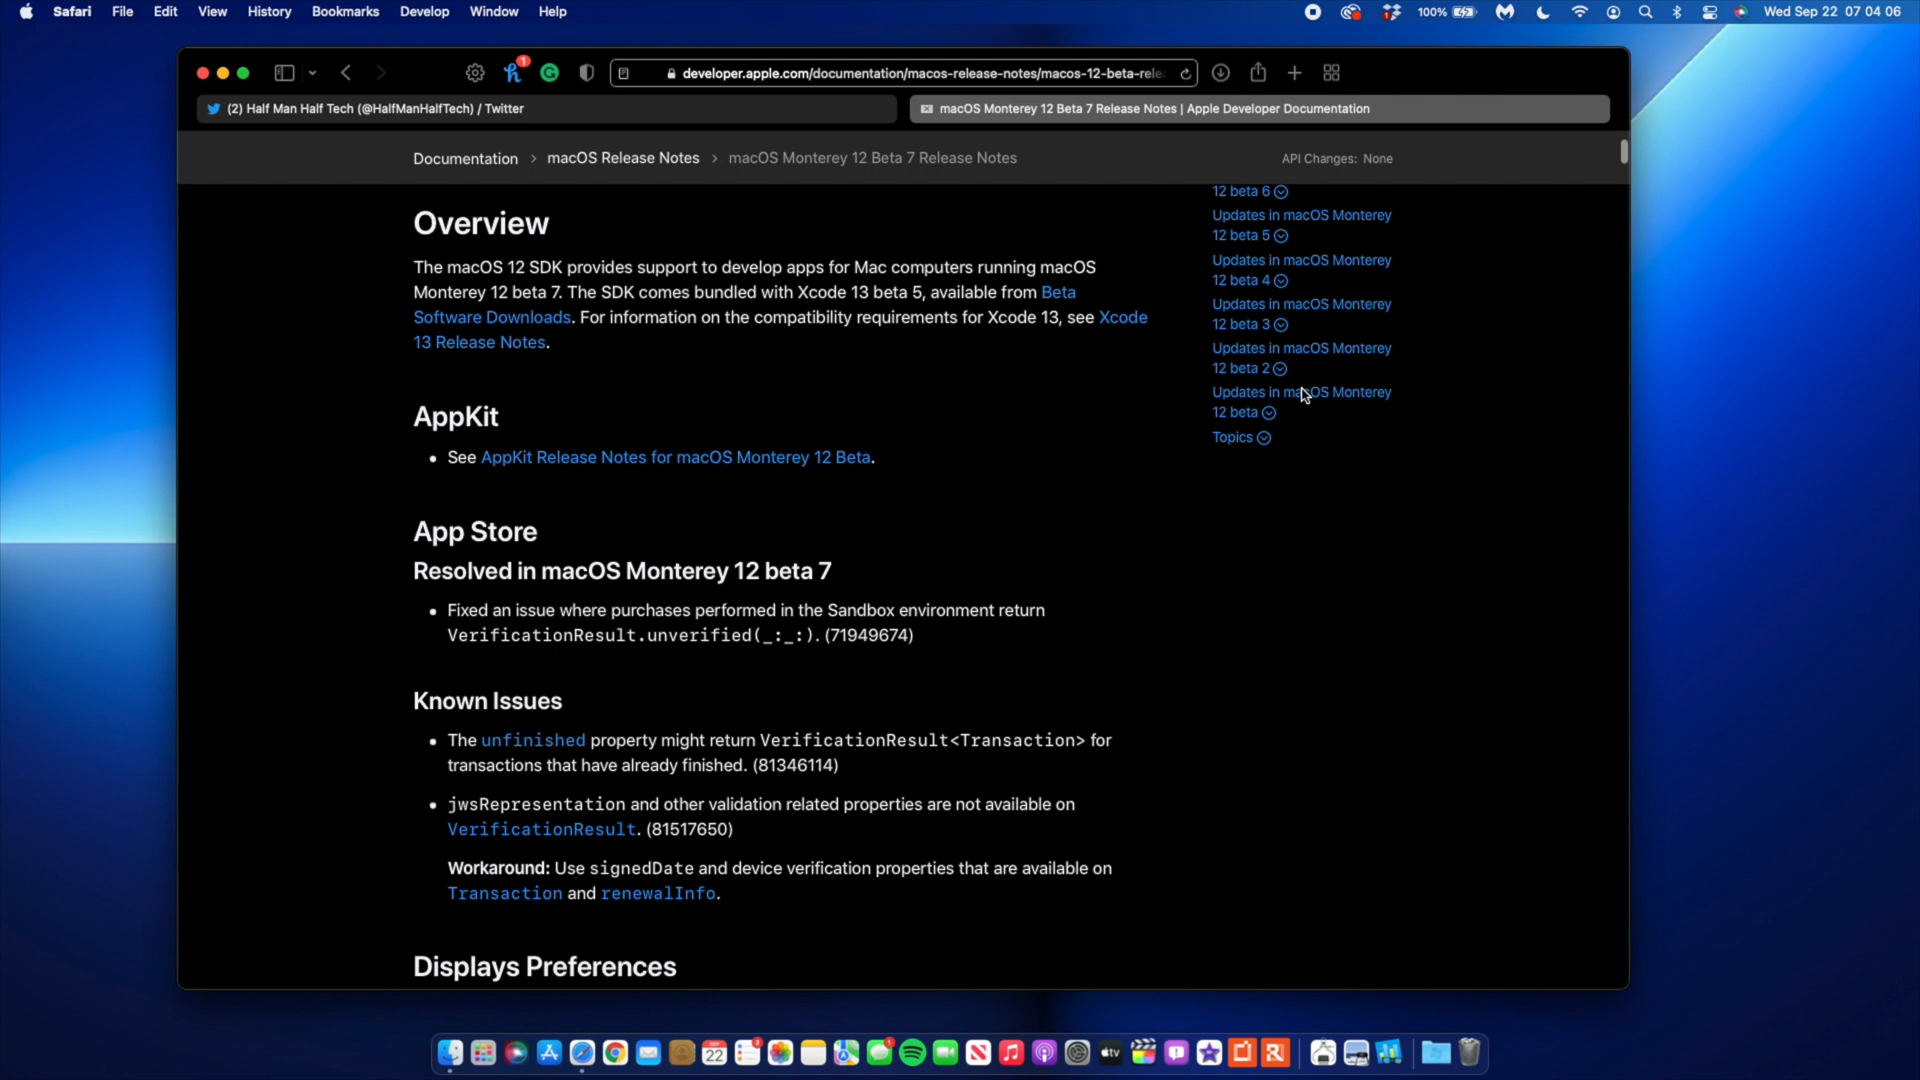 Safari File Edit View History Bookmarks Develop Window Help
100%
Wed Sep 22 07 04 06
1
developer.apple.com/documentation/macos-release-notes/macos-12-beta-rele
(2) Half Man Half Tech (@HalfManHalfTech) / Twitter
macOS Monterey 12 Beta 7 Release Notes | Apple Developer Documentation
Documentation > macOS Release Notes > macOS Monterey 12 Beta 7 Release Notes
API Changes: None
12 beta 6
Updates in macOS Monterey
12 beta 5
Updates in macOS Monterey
12 beta 4
Updates in macOS Monterey
12 beta 3
Updates in macOS Monterey
12 beta 2
Updates in macOS Monterey
12 beta
Topics
Overview
The macOS 12 SDK provides support to develop apps for Mac computers running macOS
Monterey 12 beta 7. The SDK comes bundled with Xcode 13 beta 5, available from Beta
Software Downloads. For information on the compatibility requirements for Xcode 13, see Xcode
13 Release Notes.
AppKit
• See AppKit Release Notes for macOS Monterey 12 Beta.
App Store
Resolved in macOS Monterey 12 beta 7
• Fixed an issue where purchases performed in the Sandbox environment return
VerificationResult.unverified(_:_:). (71949674)
Known Issues
• The unfinished property might return VerificationResult<Transaction> for
transactions that have already finished. (81346114)
• jwsRepresentation and other validation related properties are not available on
VerificationResult. (81517650)
Workaround: Use signedDate and device verification properties that are available on
Transaction and renewalInfo.
Displays Preferences
22
tv